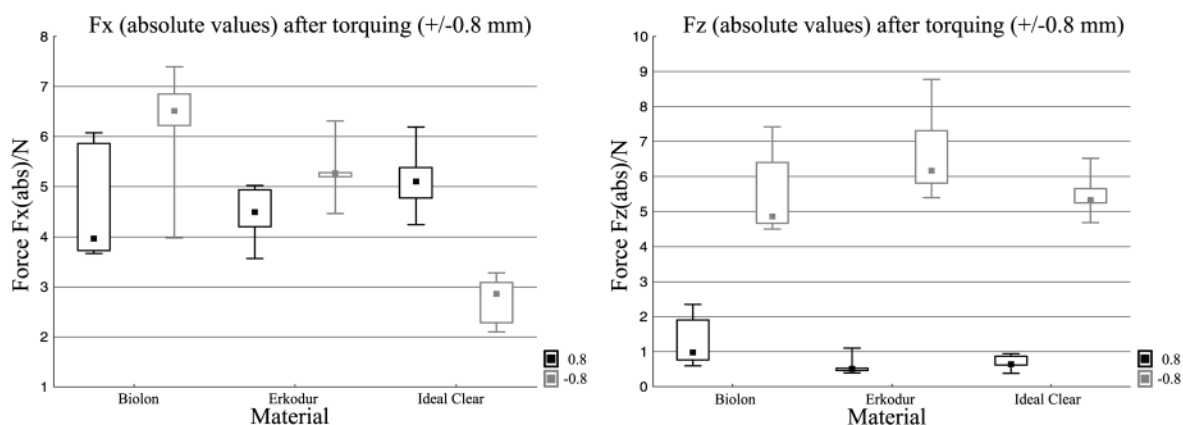 Fx (absolute values) after torquing (+/-0.8 mm)
8
7
6
5
4
3
2
1
Force Fx(abs)/N
Biolon
Erkodur
Ideal Clear
Material
0.8
-0.8
Fz (absolute values) after torquing (+/-0.8 mm)
10
9
8
7
6
5
4
3
2
1
0
Force Fz(abs)/N
Biolon
Erkodur
Ideal Clear
Material
0.8
-0.8